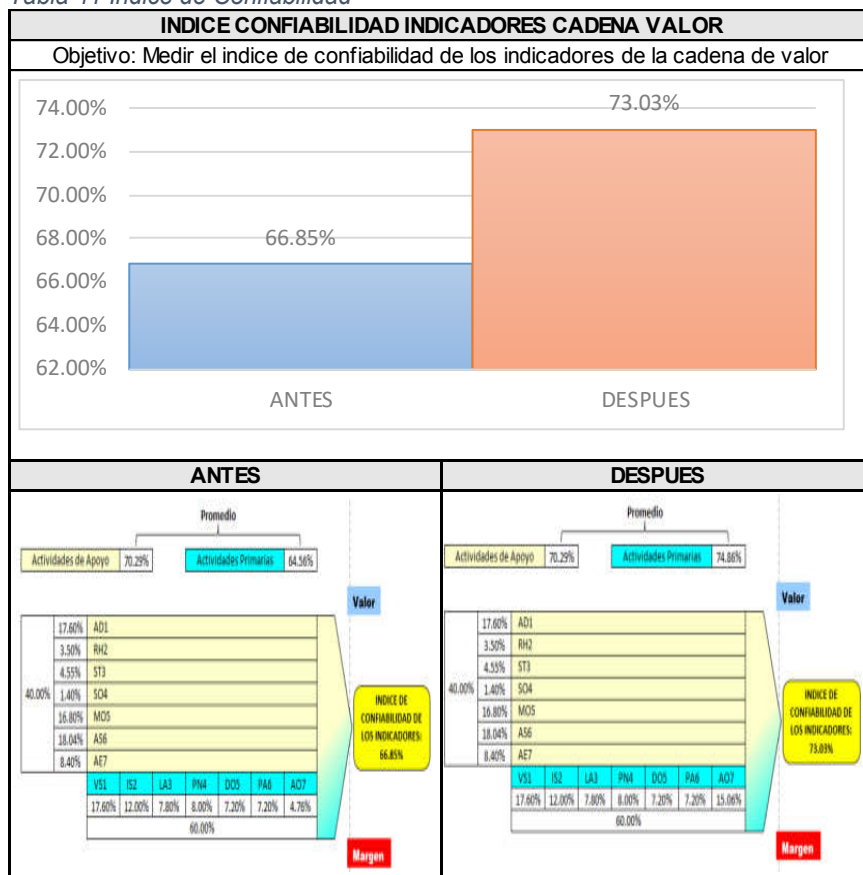 Tabla 41 Indice de Confiabilidad
INDICE CONFIABILIDAD INDICADORES CADENA VALOR
Objetivo: Medir el indice de confiabilidad de los indicadores de la cadena de valor
74.00%
73.03%
72.00%
70.00%
68.00%
66.85%
66.00%
64.00%
62.00%
ANTES DESPUES
ANTES
Promedio
Actividades de Apoyo 70.29% Actividades Primarias 64.56%
Valor
17.60% AD1
3.50% RH2
4.55% ST3
40.00% 1.40% SO4
16.80% MO5
18.04% AS6
8.40% AE7
INDICE DE
CONFIABILIDAD DE
LOS INDICADORES:
66.85%
VS1 IS2 LA3 PN4 DO5 PA6 AO7
17.60% 12.00% 7.80% 8.00% 7.20% 7.20% 4.76%
60.00%
Margen
DESPUES
Promedio
Actividades de Apoyo 70.29% Actividades Primarias 74.86%
Valor
17.60% AD1
3.50% RH2
4.55% ST3
40.00% 1.40% SO4
16.80% MO5
18.04% AS6
8.40% AE7
INDICE DE
CONFIABILIDAD DE
LOS INDICADORES:
73.03%
VS1 IS2 LA3 PN4 DO5 PA6 AO7
17.60% 12.00% 7.80% 8.00% 7.20% 7.20% 15.06%
60.00%
Margen